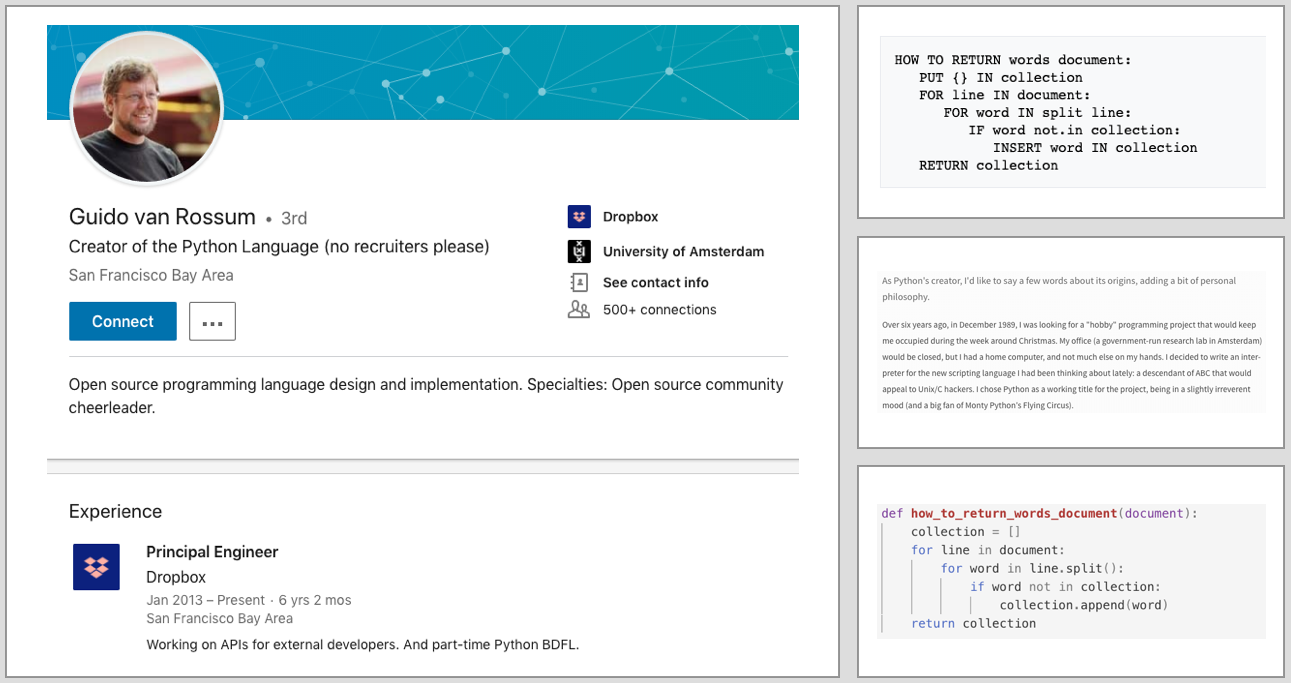 Guido van Rossum • 3rd
Creator of the Python Language (no recruiters please)
San Francisco Bay Area
Connect
...
Dropbox
University of Amsterdam
See contact info
500+ connections
Open source programming language design and implementation. Specialties: Open source community
cheerleader.
Experience
Principal Engineer
Dropbox
Jan 2013 – Present · 6 yrs 2 mos
San Francisco Bay Area
Working on APIs for external developers. And part-time Python BDFL.
HOW TO RETURN words document:
   PUT {} IN collection
   FOR line IN document:
      FOR word IN split line:
         IF word not.in collection:
            INSERT word IN collection
   RETURN collection
As Python's creator, I'd like to say a few words about its origins, adding a bit of personal
philosophy.
Over six years ago, in December 1989, I was looking for a "hobby" programming project that would keep
me occupied during the week around Christmas. My office (a government-run research lab in Amsterdam)
would be closed, but I had a home computer, and not much else on my hands. I decided to write an inter-
preter for the new scripting language I had been thinking about lately: a descendant of ABC that would
appeal to Unix/C hackers. I chose Python as a working title for the project, being in a slightly irreverent
mood (and a big fan of Monty Python's Flying Circus).
def how_to_return_words_document(document):
    collection = []
    for line in document:
        for word in line.split():
            if word not in collection:
                collection.append(word)
    return collection